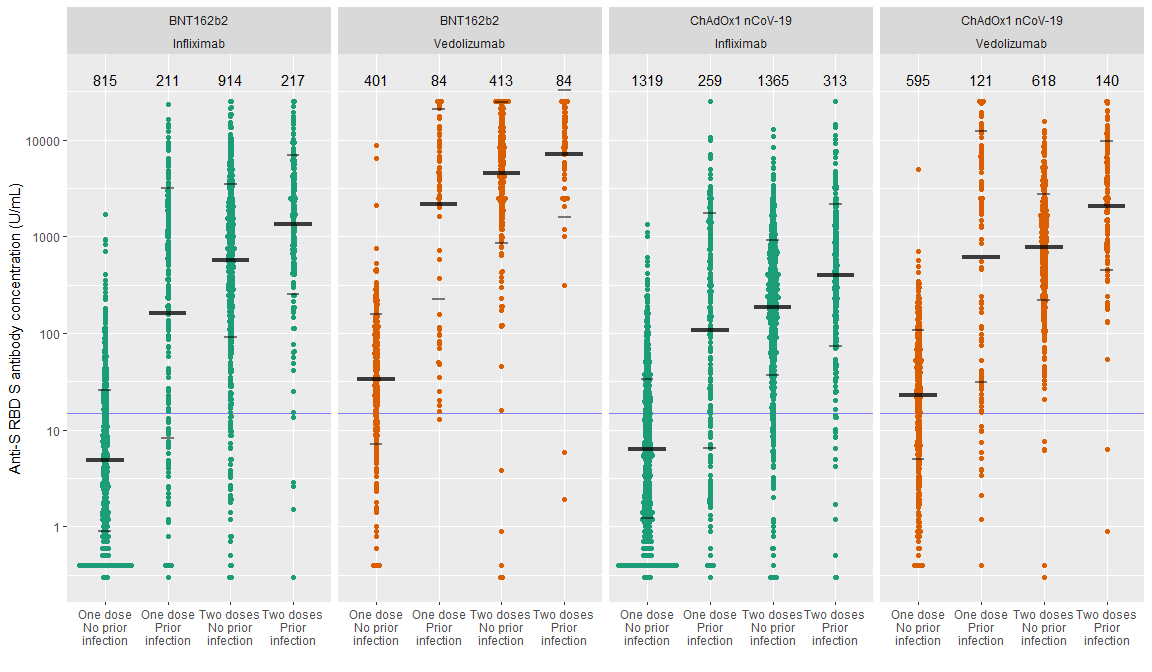 BNT162b2
BNT162b2
ChAdOx1 nCoV-19
ChAdOx1 nCoV-19
Infliximab
Vedolizumab
Infliximab
Vedolizumab
815 211 914 217
401 84 413 84
1319 259 1365 313
595 121 618 140
Anti-S RBD S antibody concentration (U/mL)
10000
1000
100
10
1
One dose
No prior
infection
One dose
Prior
infection
Two doses
No prior
infection
Two doses
Prior
infection
One dose
No prior
infection
One dose
Prior
infection
Two doses
No prior
infection
Two doses
Prior
infection
One dose
No prior
infection
One dose
Prior
infection
Two doses
No prior
infection
Two doses
Prior
infection
One dose
No prior
infection
One dose
Prior
infection
Two doses
No prior
infection
Two doses
Prior
infection